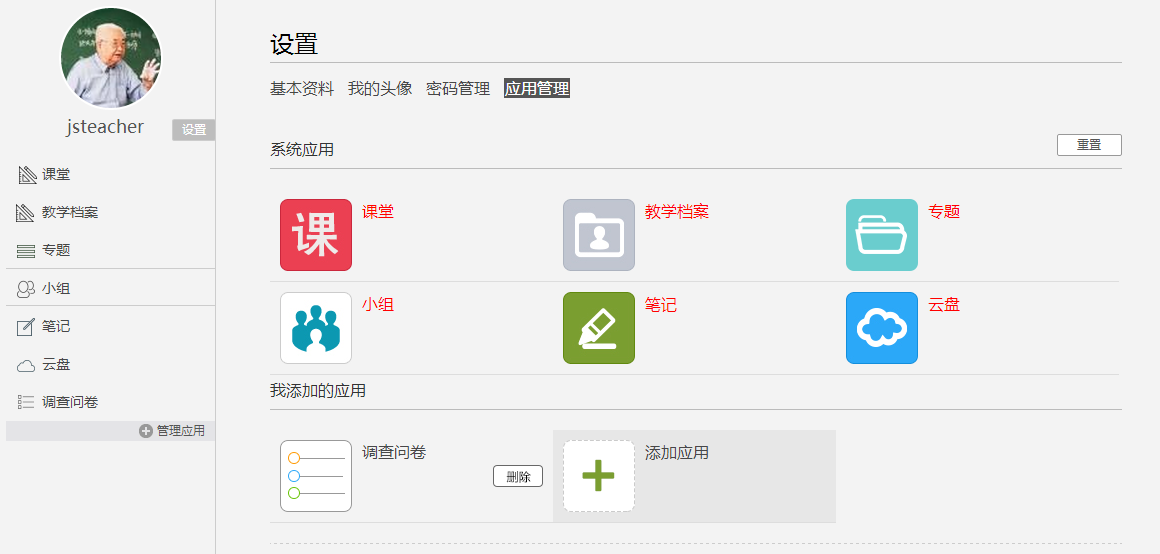 jsteacher
设置
课堂
教学档案
专题
小组
笔记
云盘
调查问卷
管理应用
设置
基本资料 我的头像 密码管理 应用管理
系统应用 重置
课 课堂 教学档案 专题
小组 笔记 云盘
我添加的应用
调查问卷 删除 添加应用